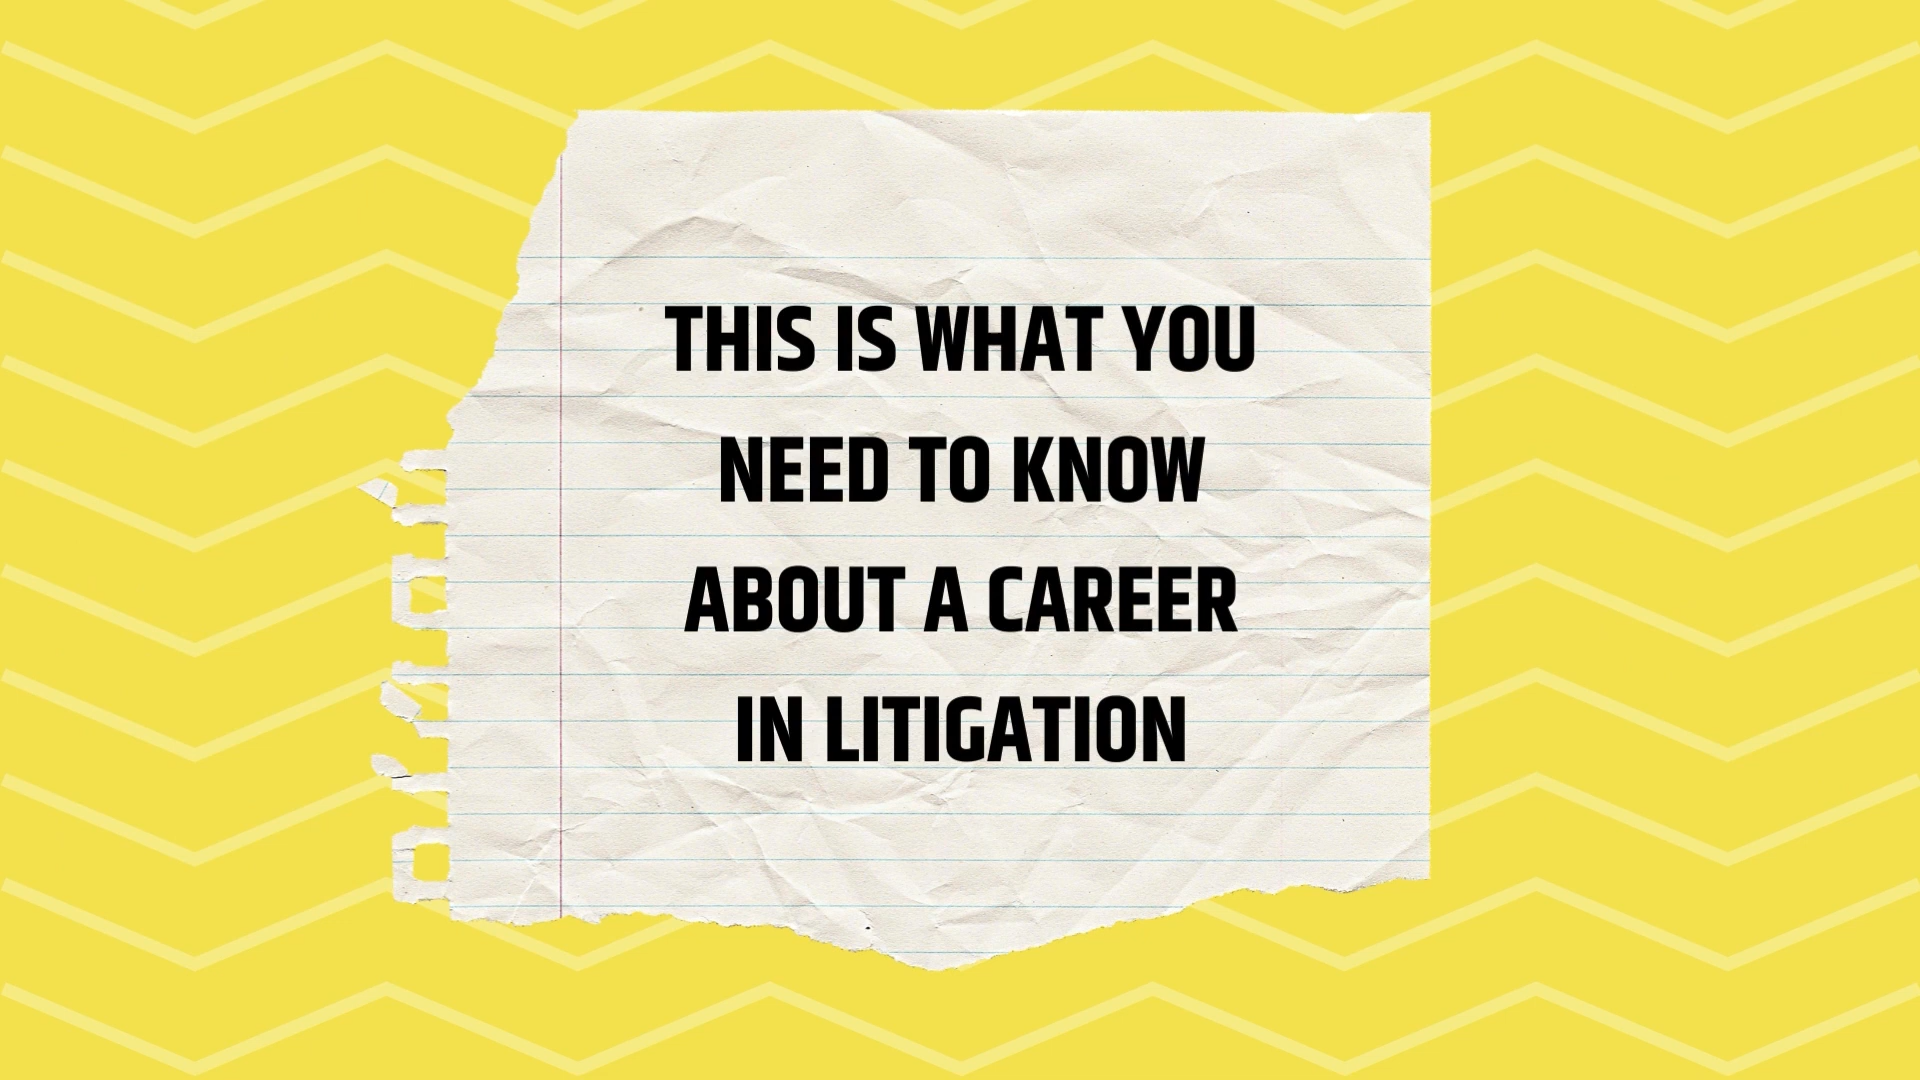 THIS IS WHAT YOU
NEED TO KNOW
ABOUT A CAREER
IN LITIGATION